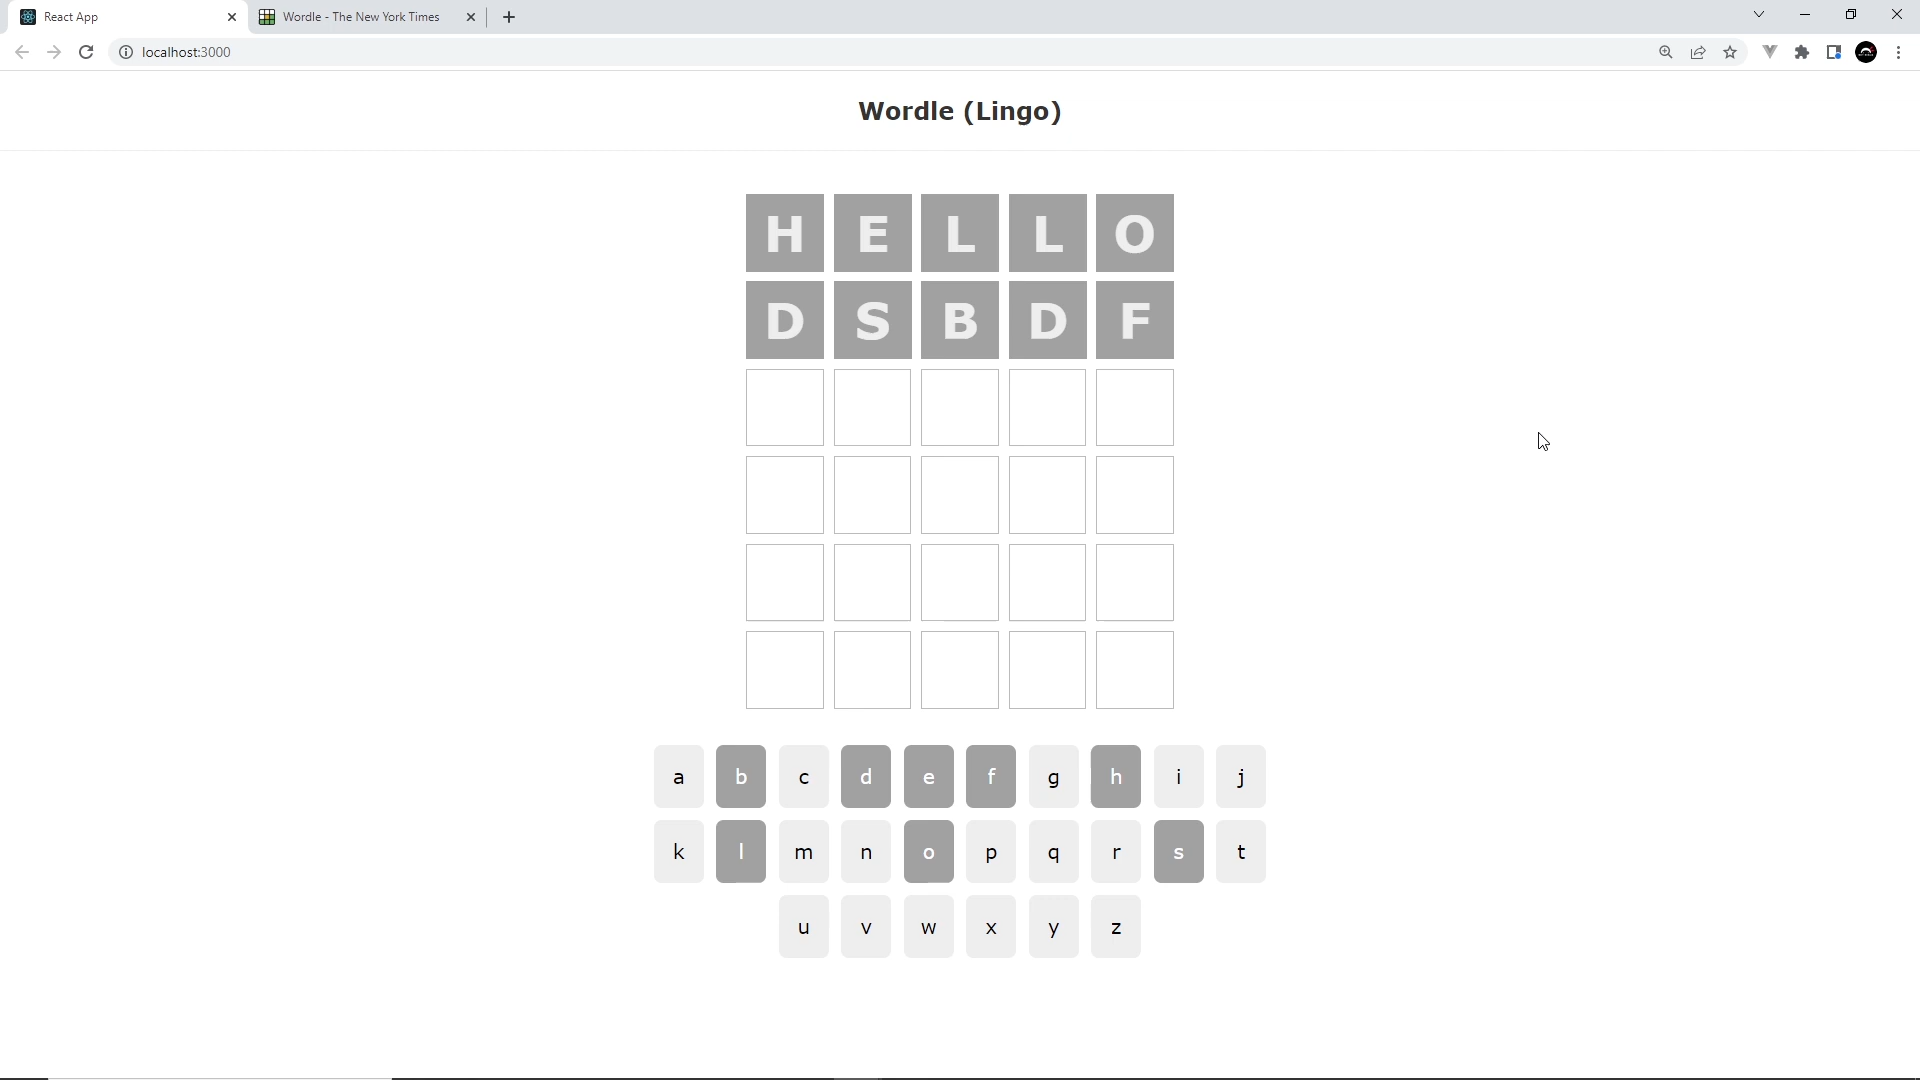 React App
Wordle - The New York Times
localhost:3000
Wordle (Lingo)
H E L L O
D S B D F
a b c d e f g h i j
k l m n o p q r s t
u v w x y z